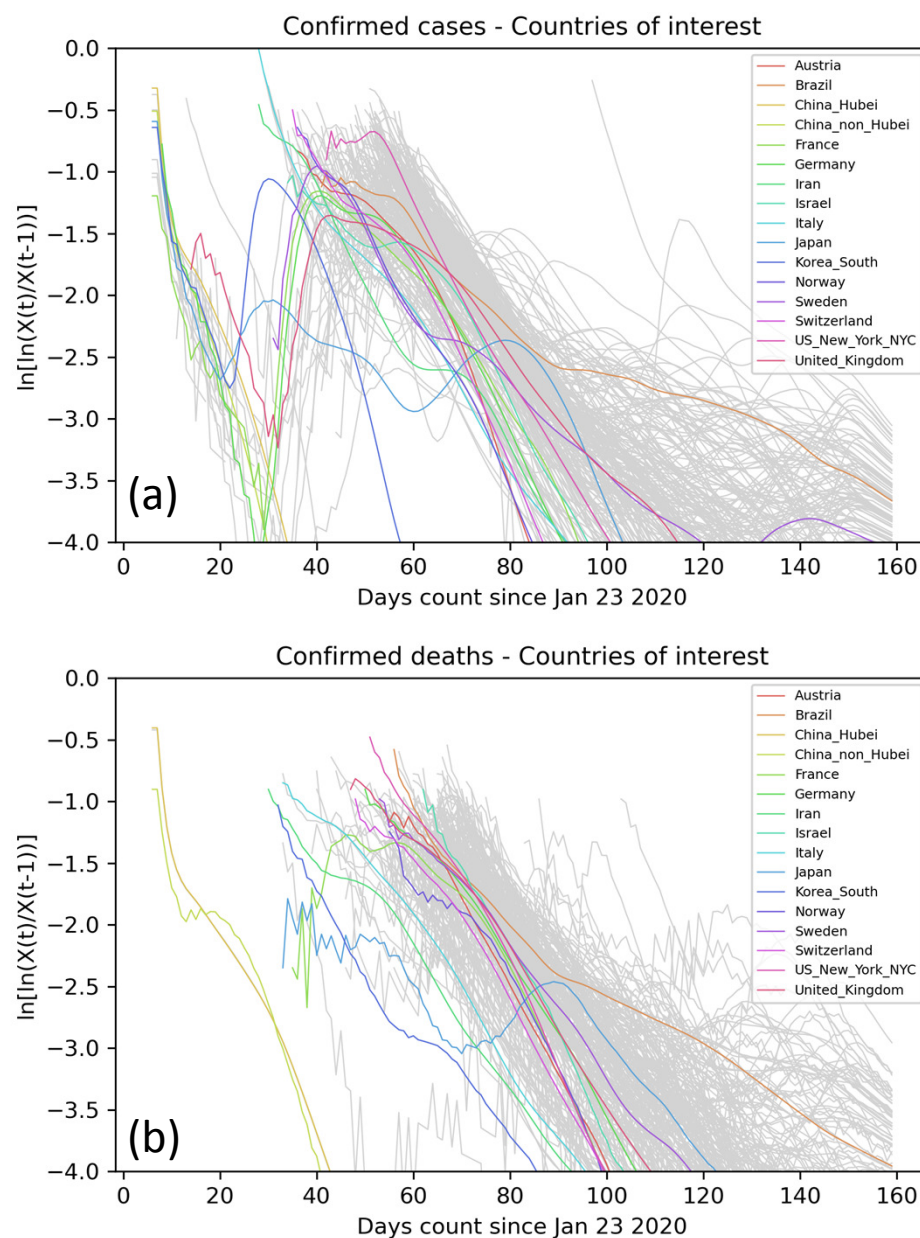 Confirmed cases - Countries of interest
ln[ln(X(t)/X(t-1))]
0.0
−0.5
−1.0
−1.5
−2.0
−2.5
−3.0
−3.5
−4.0
Austria
Brazil
China_Hubei
China_non_Hubei
France
Germany
Iran
Israel
Italy
Japan
Korea_South
Norway
Sweden
Switzerland
US_New_York_NYC
United_Kingdom
(a)
0 20 40 60 80 100 120 140 160
Days count since Jan 23 2020
Confirmed deaths - Countries of interest
ln[ln(X(t)/X(t-1))]
0.0
−0.5
−1.0
−1.5
−2.0
−2.5
−3.0
−3.5
−4.0
Austria
Brazil
China_Hubei
China_non_Hubei
France
Germany
Iran
Israel
Italy
Japan
Korea_South
Norway
Sweden
Switzerland
US_New_York_NYC
United_Kingdom
(b)
0 20 40 60 80 100 120 140 160
Days count since Jan 23 2020